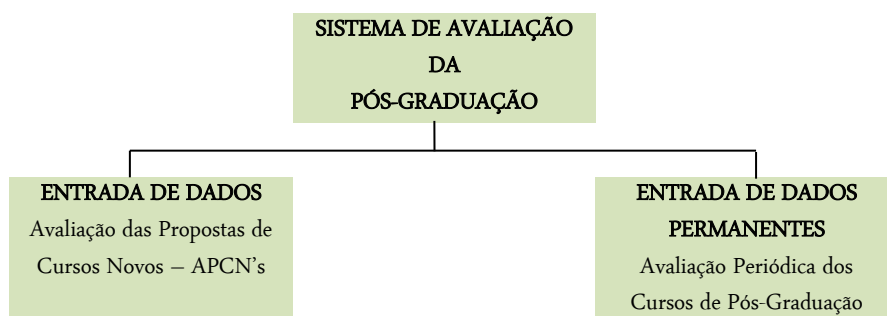 SISTEMA DE AVALIAÇÃO
DA
PÓS-GRADUAÇÃO
ENTRADA DE DADOS
Avaliação das Propostas de
Cursos Novos – APCN’s
ENTRADA DE DADOS
PERMANENTES
Avaliação Periódica dos
Cursos de Pós-Graduação